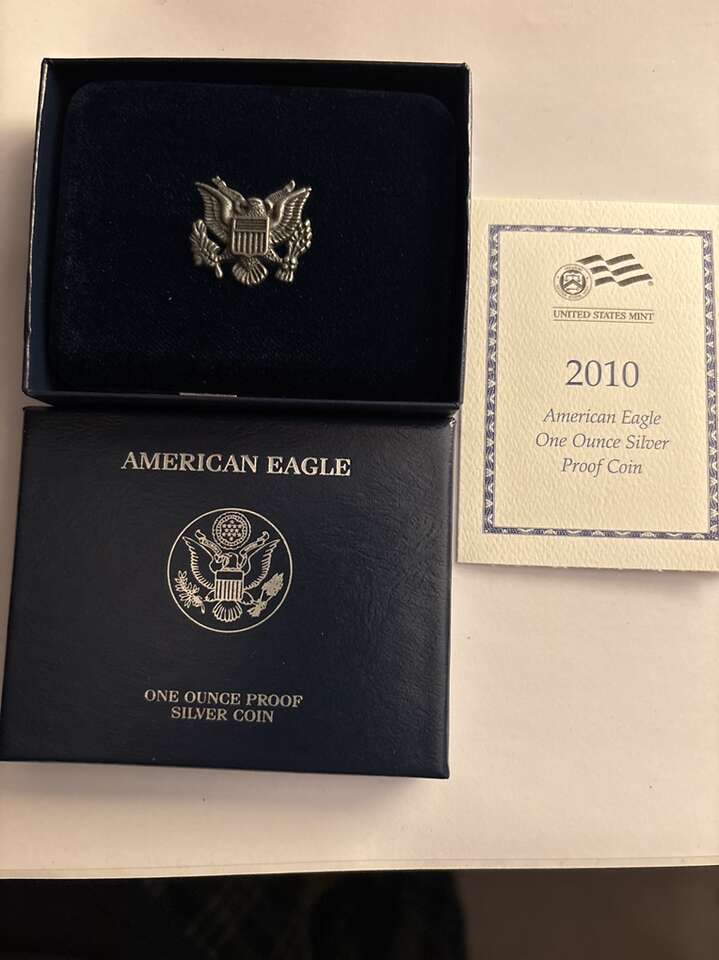 AMERICAN EAGLE
ONE OUNCE PROOF
SILVER COIN
UNITED STATES MINT
2010
American Eagle
One Ounce Silver
Proof Coin